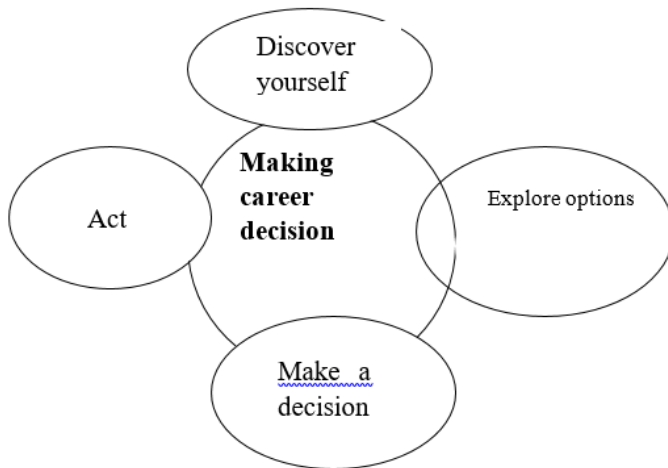 Discover
yourself
Making
career
decision
Explore options
Act
Make a
decision